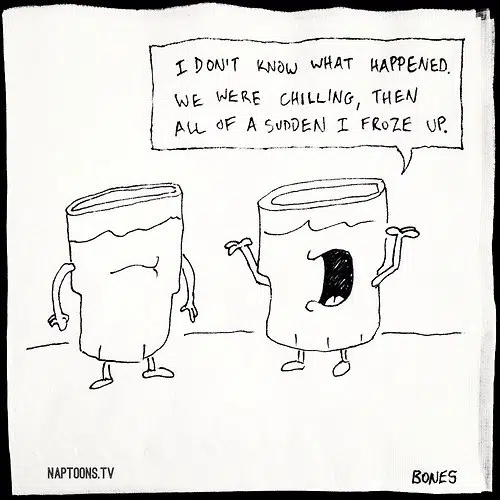 I DON'T KNOW WHAT HAPPENED.
WE WERE CHILLING, THEN
ALL OF A SUDDEN I FROZE UP.
NAPTOONS.TV
BONES